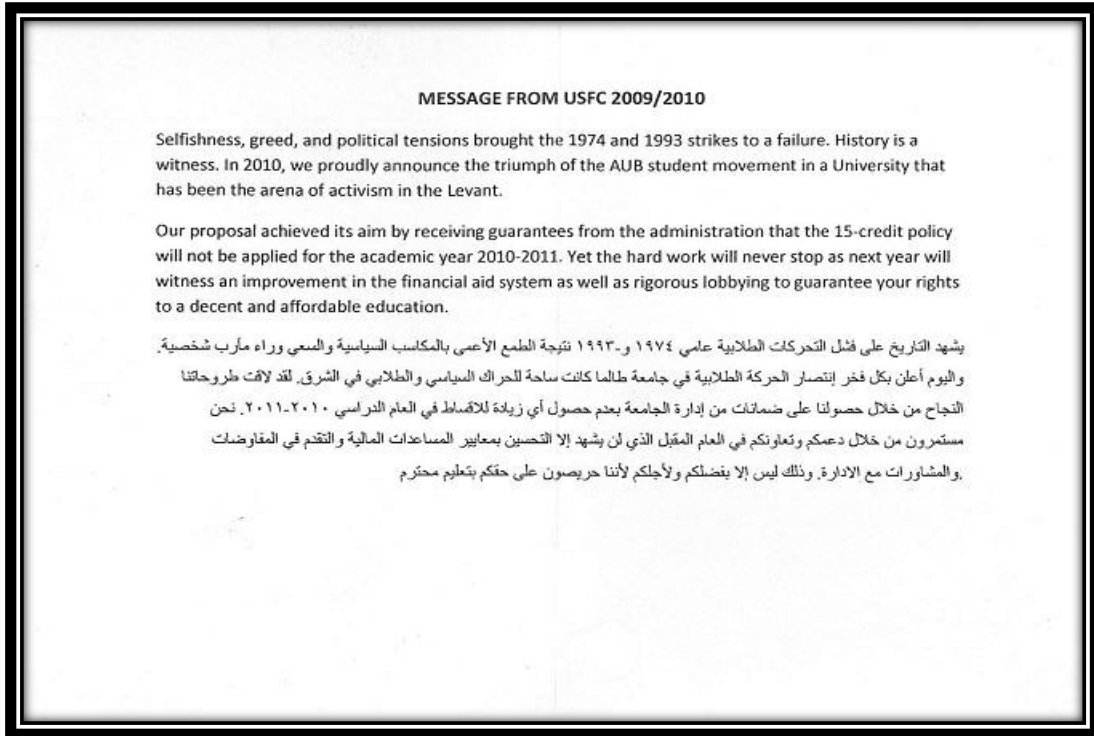 MESSAGE FROM USFC 2009/2010
Selfishness, greed, and political tensions brought the 1974 and 1993 strikes to a failure. History is a
witness. In 2010, we proudly announce the triumph of the AUB student movement in a University that
has been the arena of activism in the Levant.
Our proposal achieved its aim by receiving guarantees from the administration that the 15-credit policy
will not be applied for the academic year 2010-2011. Yet the hard work will never stop as next year will
witness an improvement in the financial aid system as well as rigorous lobbying to guarantee your rights
to a decent and affordable education.
يشهد التاريخ على فشل التحركات الطلابية عامي ١٩٧٤ و-١٩٩٣ نتيجة الطمع الأعمى بالمكاسب السياسية والسعي وراء مآرب شخصية.
واليوم أعلن بكل فخر إنتصار الحركة الطلابية في جامعة طالما كانت ساحة للحراك السياسي والطلابي في الشرق. لقد لاقت طروحاتنا
النجاح من خلال حصولنا على ضمانات من إدارة الجامعة بعدم حصول أي زيادة للاقساط في العام الدراسي ٢٠١٠-٢٠١١. نحن
مستمرون من خلال دعمكم وتعاونكم في العام المقبل الذي لن يشهد إلا التحسين بمعايير المساعدات المالية والتقدم في المفاوضات
.والمشاورات مع الادارة. وذلك ليس إلا بفضلكم ولأجلكم لأننا حريصون على حقكم بتعليم محترم